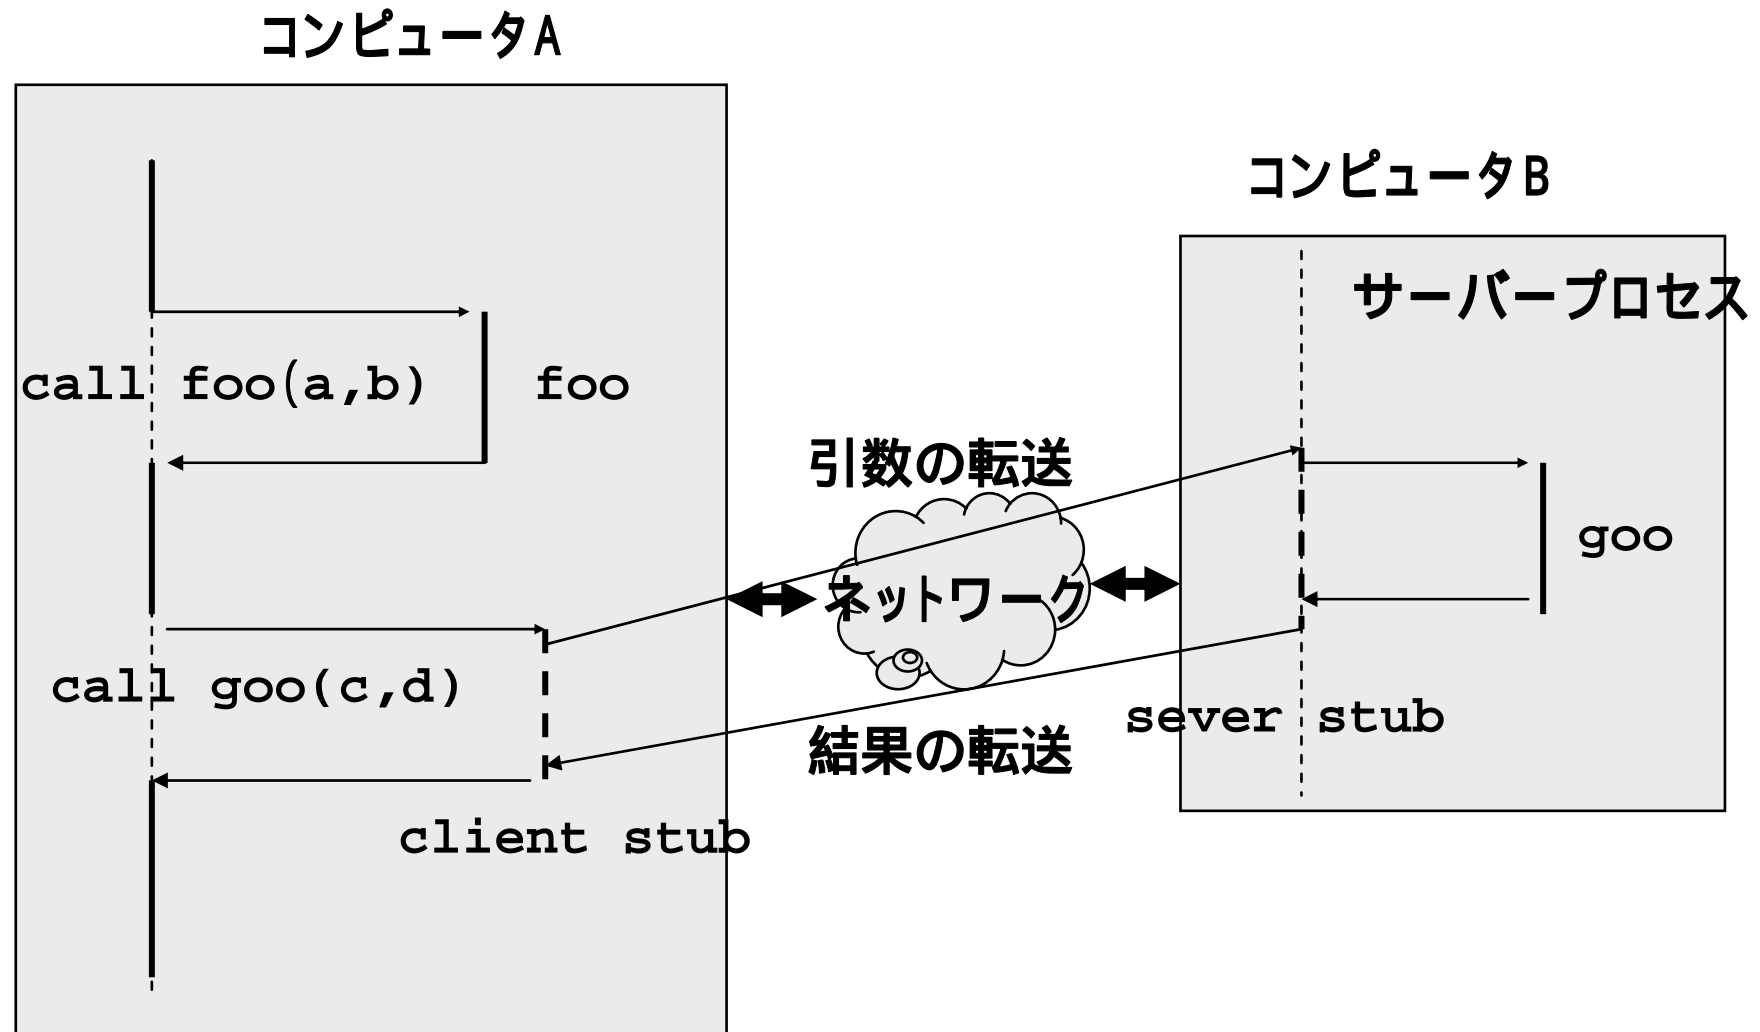 コンピュータA
コンピュータB
サーバープロセス
call foo(a,b)
foo
引数の転送
goo
ネットワーク
call goo(c,d)
sever stub
結果の転送
client stub